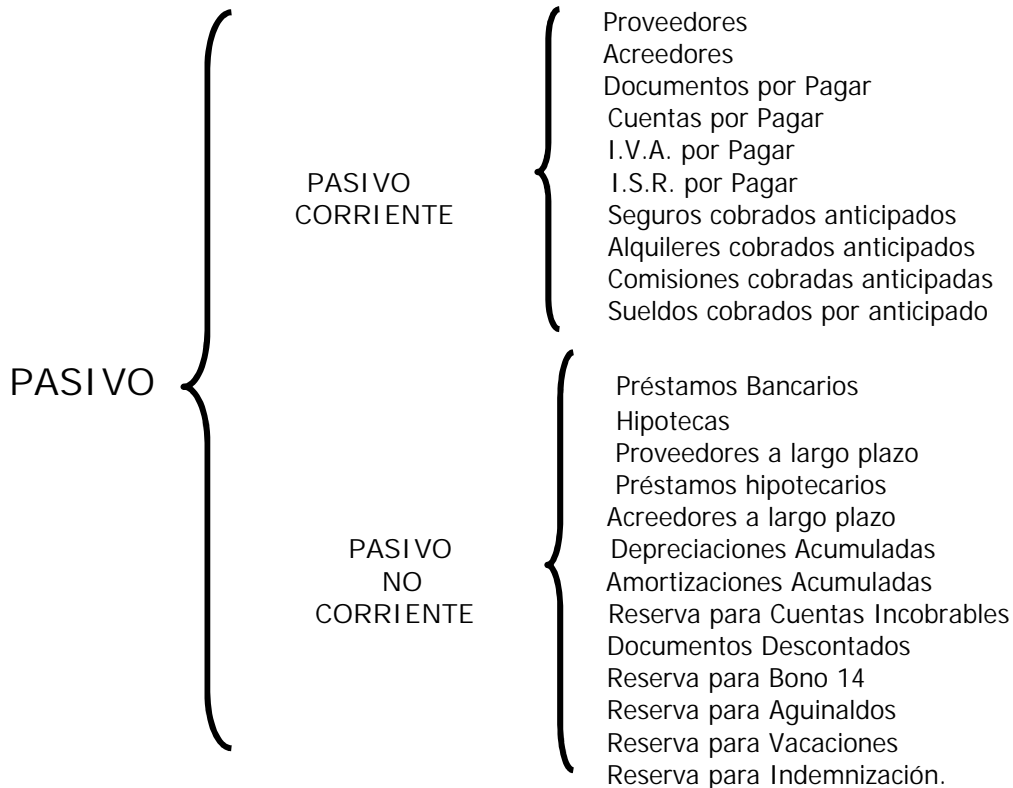 PASIVO
PASIVO
CORRIENTE
Proveedores
Acreedores
Documentos por Pagar
Cuentas por Pagar
I.V.A. por Pagar
I.S.R. por Pagar
Seguros cobrados anticipados
Alquileres cobrados anticipados
Comisiones cobradas anticipadas
Sueldos cobrados por anticipado
PASIVO
NO
CORRIENTE
Préstamos Bancarios
Hipotecas
Proveedores a largo plazo
Préstamos hipotecarios
Acreedores a largo plazo
Depreciaciones Acumuladas
Amortizaciones Acumuladas
Reserva para Cuentas Incobrables
Documentos Descontados
Reserva para Bono 14
Reserva para Aguinaldos
Reserva para Vacaciones
Reserva para Indemnización.